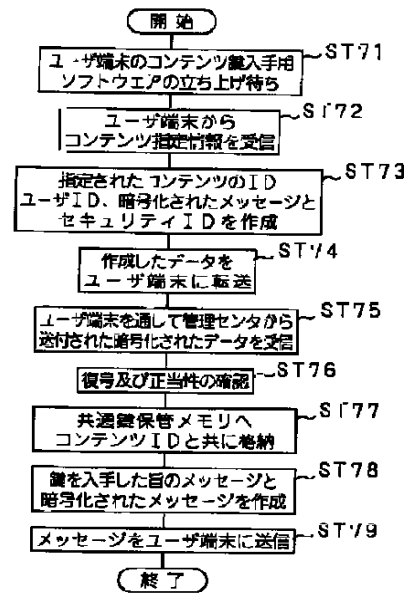 開始
ST71
ユーザ端末のコンテンツ鍵入手用
ソフトウェアの立ち上げ待ち
ST72
ユーザ端末から
コンテンツ指定情報を受信
ST73
指定されたコンテンツのID
ユーザID、暗号化されたメッセージと
セキュリティIDを作成
ST74
作成したデータを
ユーザ端末に転送
ST75
ユーザ端末を通して管理センタから
送付された暗号化されたデータを受信
ST76
復号及び正当性の確認
ST77
共通鍵保管メモリへ
コンテンツIDと共に格納
ST78
鍵を入手した旨のメッセージと
暗号化されたメッセージを作成
ST79
メッセージをユーザ端末に送信
終了